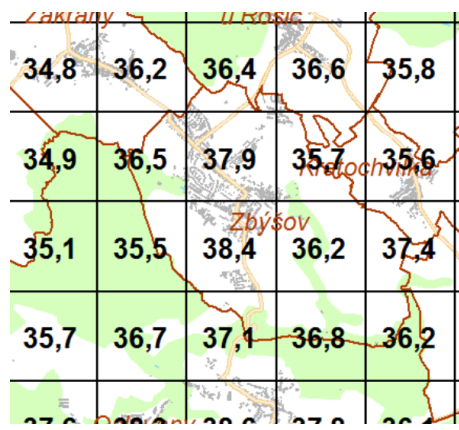 Zakřany u Rosic
34,8 36,2 36,4 36,6 35,8
34,9 36,5 37,9 35,7 35,6
Kratochvilka
Zbýšov
35,1 35,5 38,4 36,2 37,4
35,7 36,7 37,1 36,8 36,2